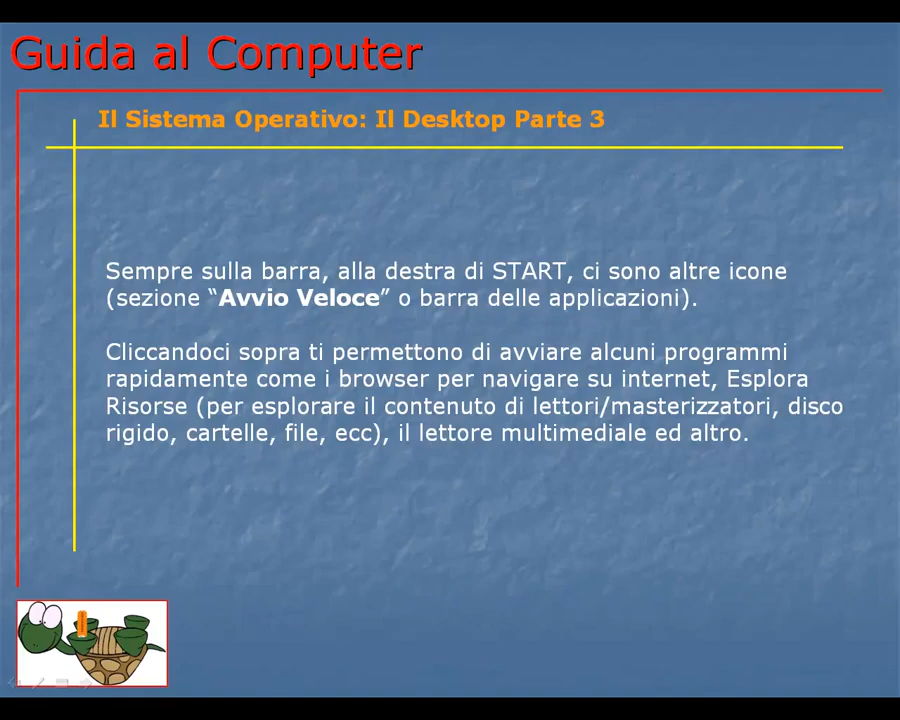 Guida al Computer
Il Sistema Operativo: Il Desktop Parte 3
Sempre sulla barra, alla destra di START, ci sono altre icone
(sezione “Avvio Veloce” o barra delle applicazioni).
Cliccandoci sopra ti permettono di avviare alcuni programmi
rapidamente come i browser per navigare su internet, Esplora
Risorse (per esplorare il contenuto di lettori/masterizzatori, disco
rigido, cartelle, file, ecc), il lettore multimediale ed altro.